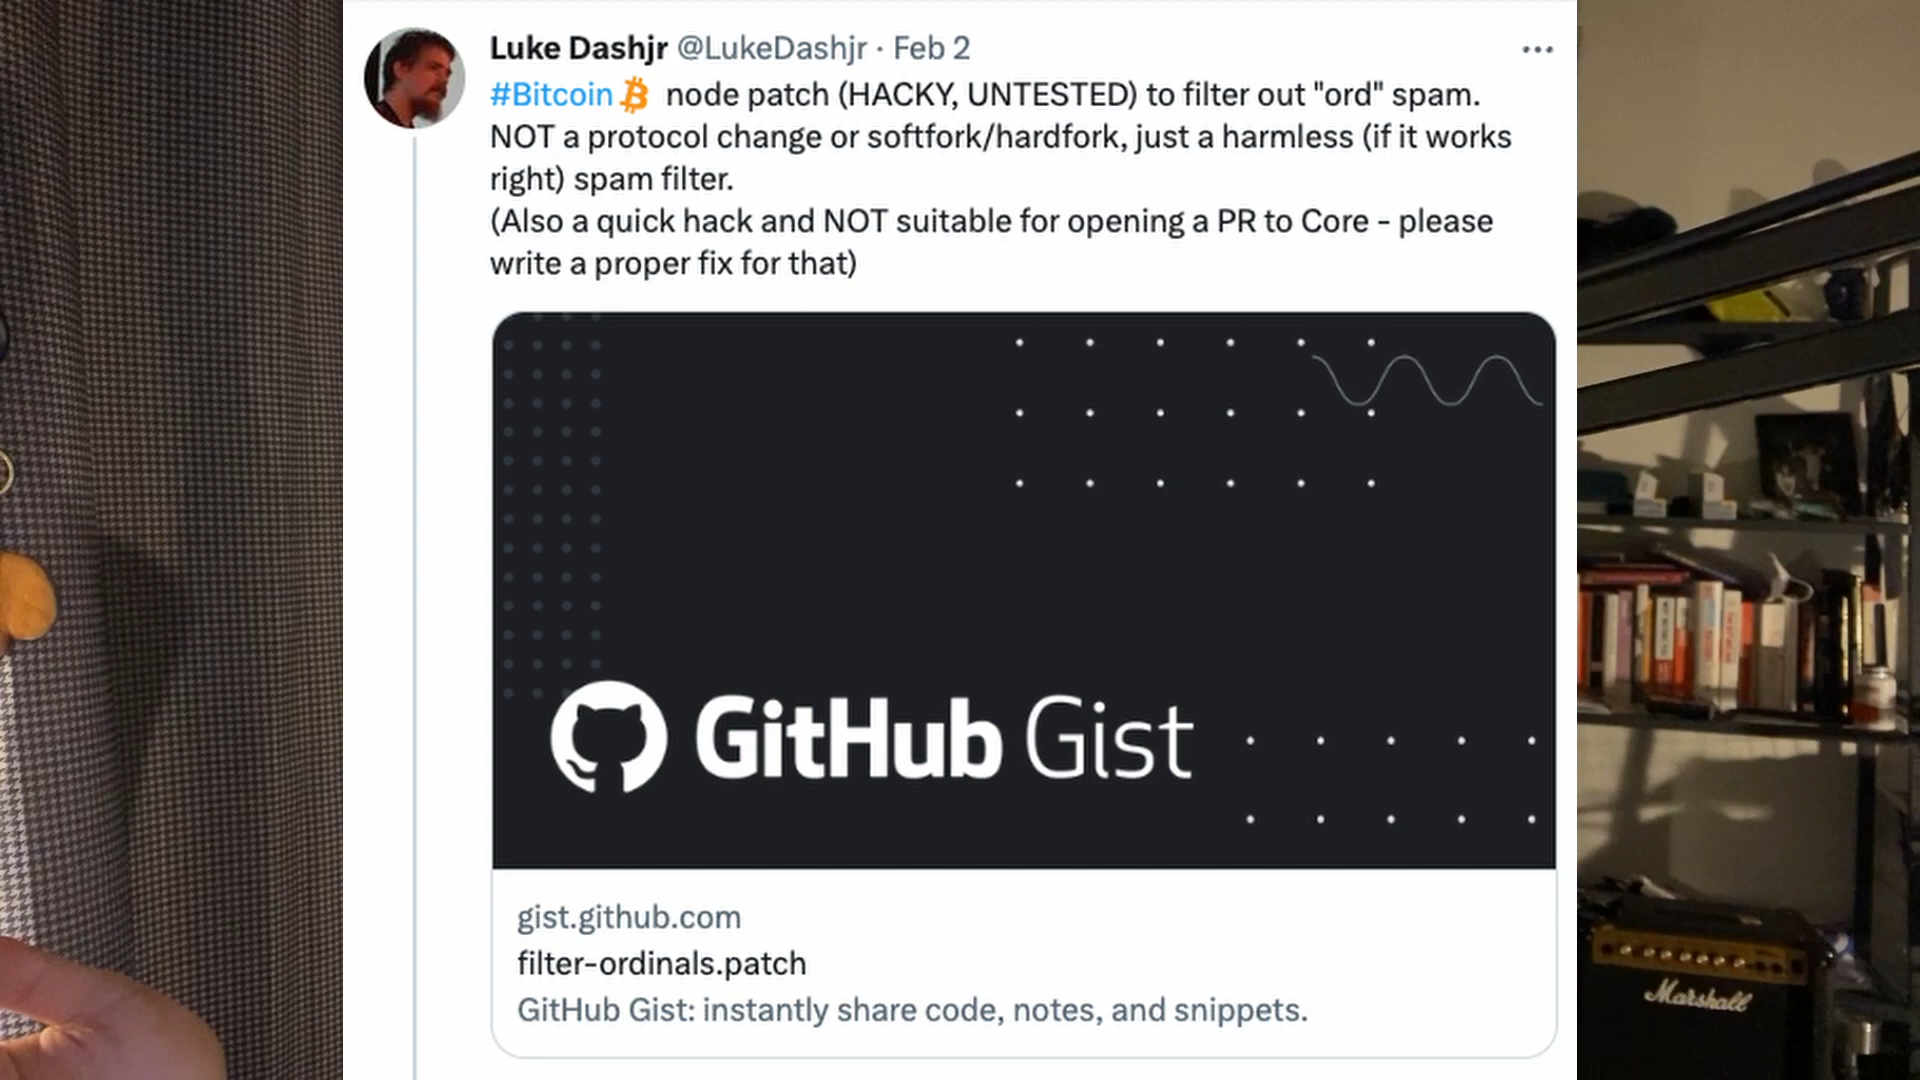 Luke Dashjr @LukeDashjr · Feb 2
#Bitcoin node patch (HACKY, UNTESTED) to filter out "ord" spam.
NOT a protocol change or softfork/hardfork, just a harmless (if it works
right) spam filter.
(Also a quick hack and NOT suitable for opening a PR to Core - please
write a proper fix for that)
GitHub Gist
gist.github.com
filter-ordinals.patch
GitHub Gist: instantly share code, notes, and snippets.
Marshall